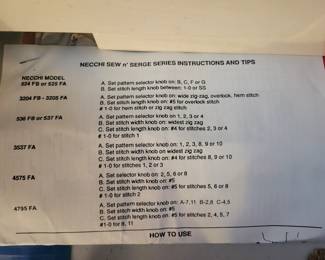 NECCHI SEW n' SERGE SERIES INSTRUCTIONS AND TIPS
NECCHI MODEL
524 FB or 525 FA
A. Set pattern selector knob on: B, C, F or G
B. Set stitch length knob between: 1-0 or SS
3204 FB - 3205 FA
A. Set pattern selector knob on: wide zig-zag, overlock, hem stitch
B. Set stitch length knob on: #5 for overlock stitch
# 1-0 for hem stitch or zig zag stitch
536 FB or 537 FA
A. Set pattern selector knob on 1, 2, 3 or 4
B. Set stitch width knob on: widest zig-zag
C. Set stitch length knob on: #4 for stitches 2, 3 or 4
# 1-0 for stitch 1
3537 FA
A. Set pattern selector knob on: 1, 2, 3, 8, 9 or 10
B. Set stitch width knob on widest zig zag
C. Set stitch length knob on: #4 for stitches 8, 9 or 10
# 1-0 for stitches 1, 2 or 3
4575 FA
A. Set selector knob on: 2, 5, 6 or 8
B. Set stitch width knob on: #5
C. Set stitch length knob on: #5 for stitches 5, 6 or 8
# 1-0 for stitch 2
4795 FA
A. Set pattern selector knob on: A-7,11 B-2,8 C-4,5
B. Set stitch width knob on: #5
C. Set stitch length knob on: #5 for stitches 2, 4, 5, 7
#1-0 for 8, 11
HOW TO USE